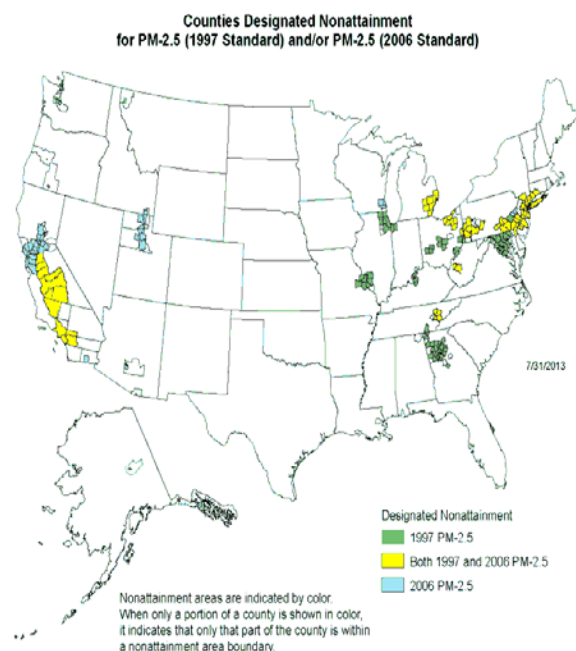 Counties Designated Nonattainment
for PM-2.5 (1997 Standard) and/or PM-2.5 (2006 Standard)
7/31/2013
Designated Nonattainment
1997 PM-2.5
Both 1997 and 2006 PM-2.5
2006 PM-2.5
Nonattainment areas are indicated by color.
When only a portion of a county is shown in color,
it indicates that only that part of the county is within
a nonattainment area boundary.